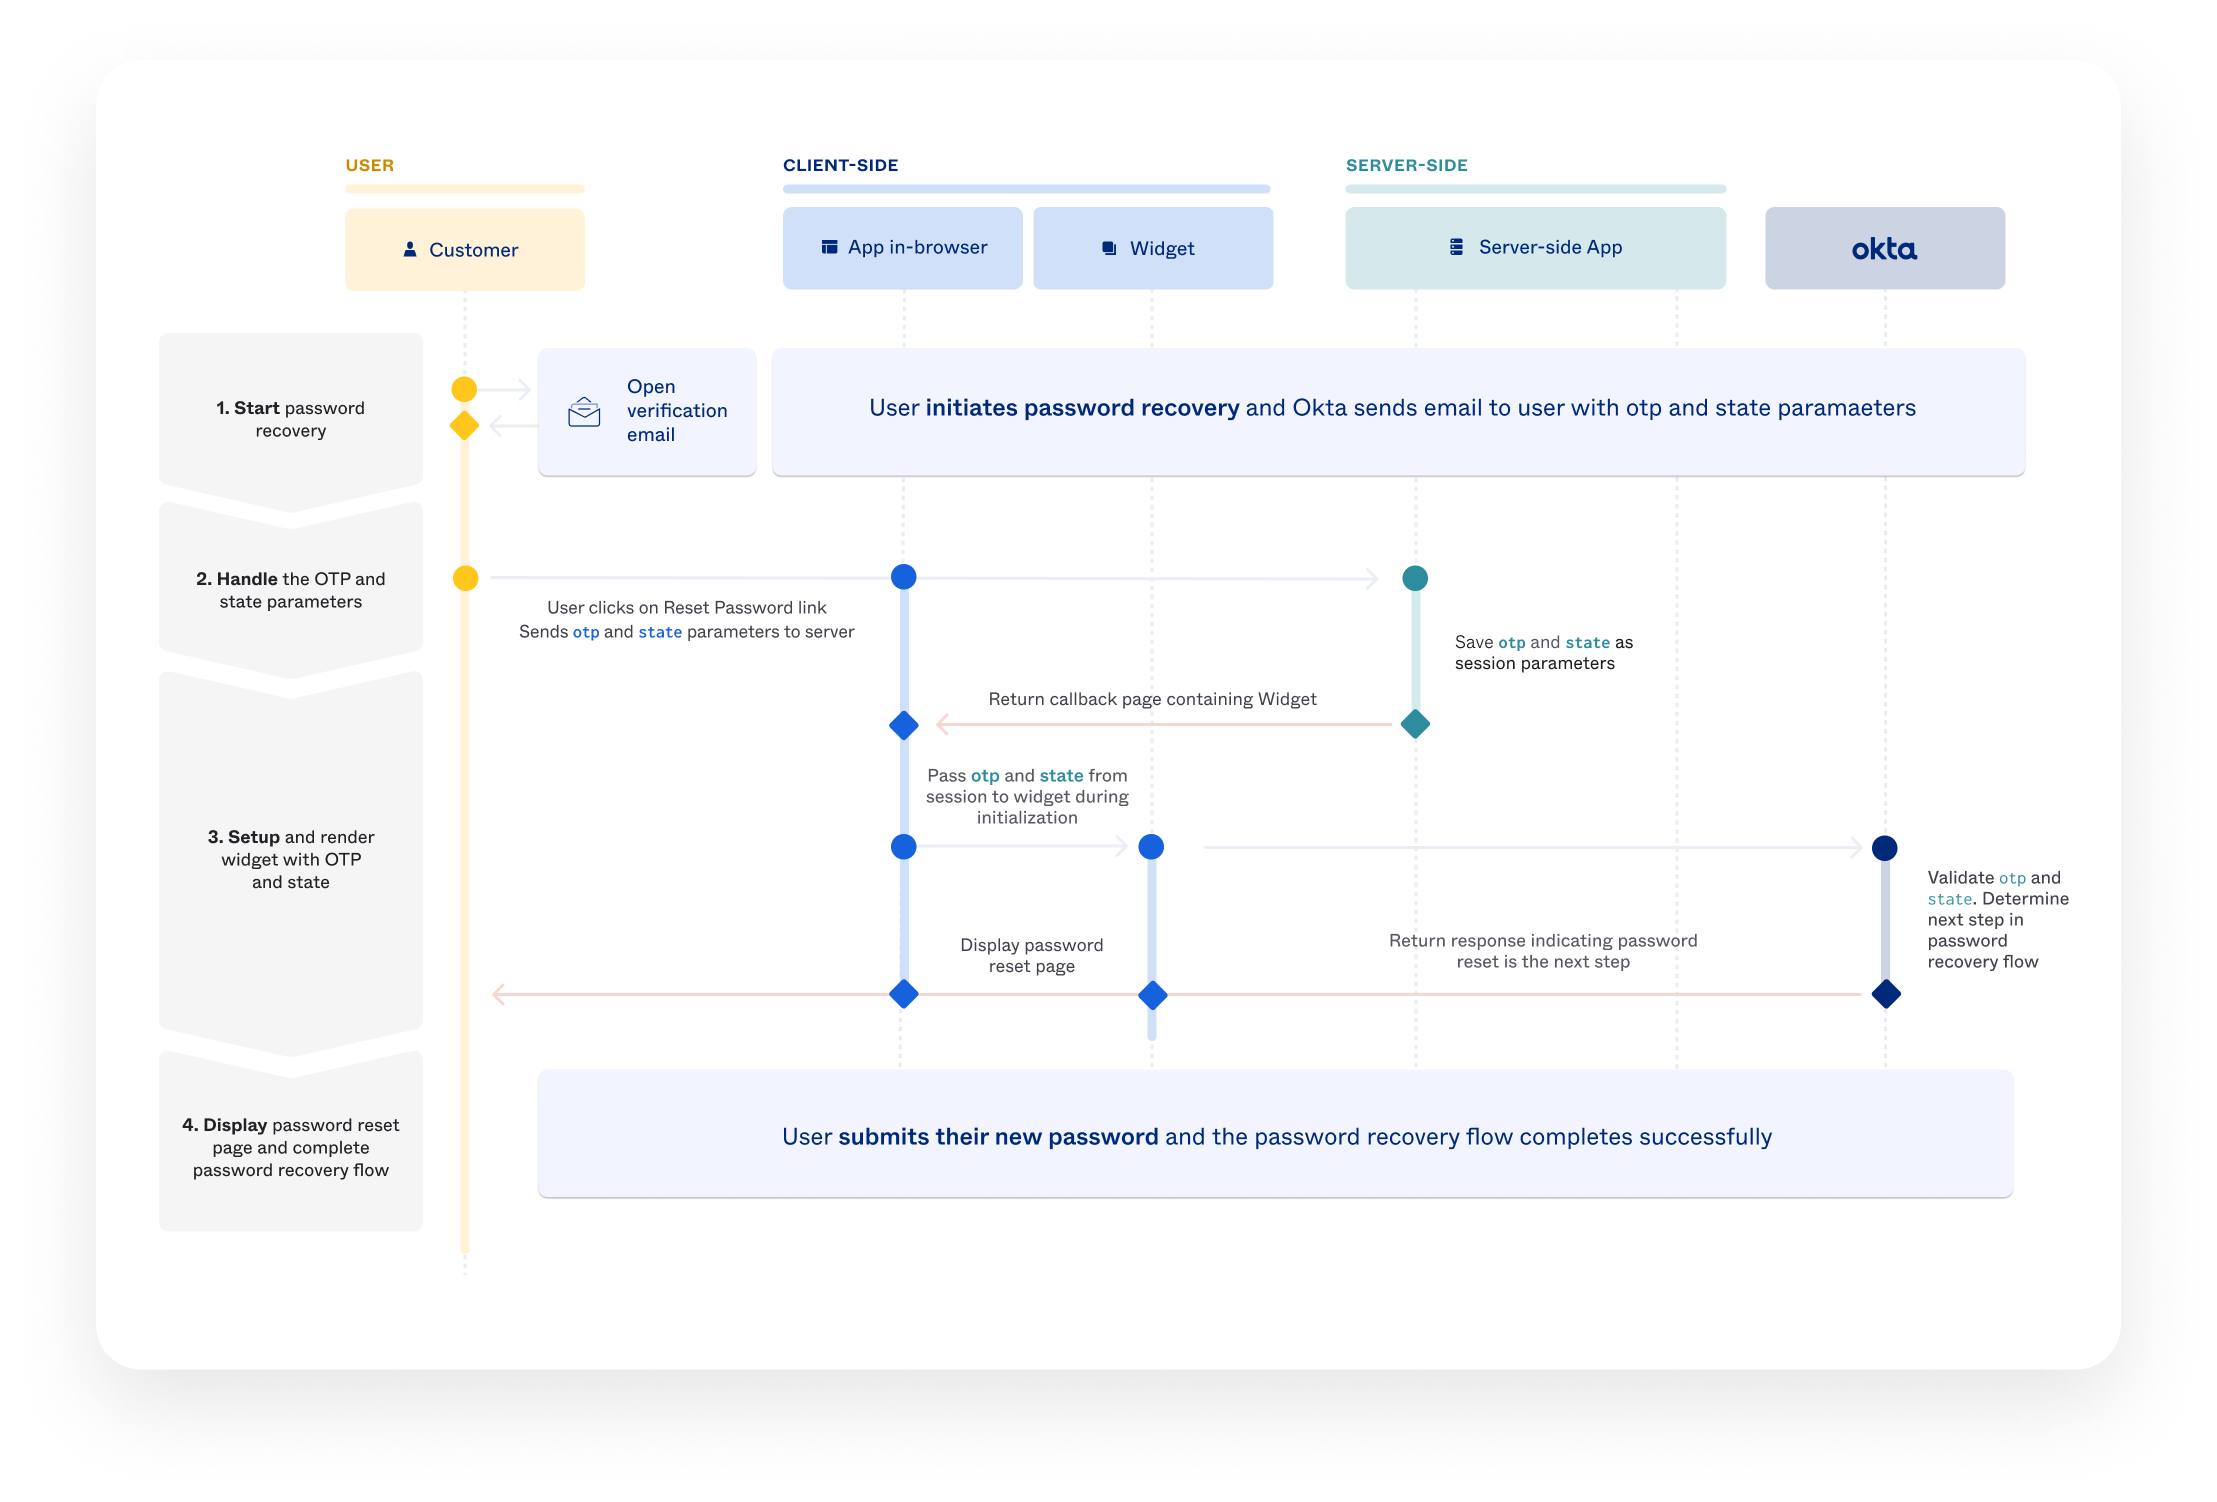 USER
CLIENT-SIDE
SERVER-SIDE
Customer
App in-browser
Widget
Server-side App
okta
1. Start password
recovery
Open
verification
email
User initiates password recovery and Okta sends email to user with otp and state paramaeters
2. Handle the OTP and
state parameters
User clicks on Reset Password link
Sends otp and state parameters to server
Save otp and state as
session parameters
Return callback page containing Widget
3. Setup and render
widget with OTP
and state
Pass otp and state from
session to widget during
initialization
Validate otp and
state. Determine
next step in
password
recovery flow
Display password
reset page
Return response indicating password
reset is the next step
4. Display password reset
page and complete
password recovery flow
User submits their new password and the password recovery flow completes successfully